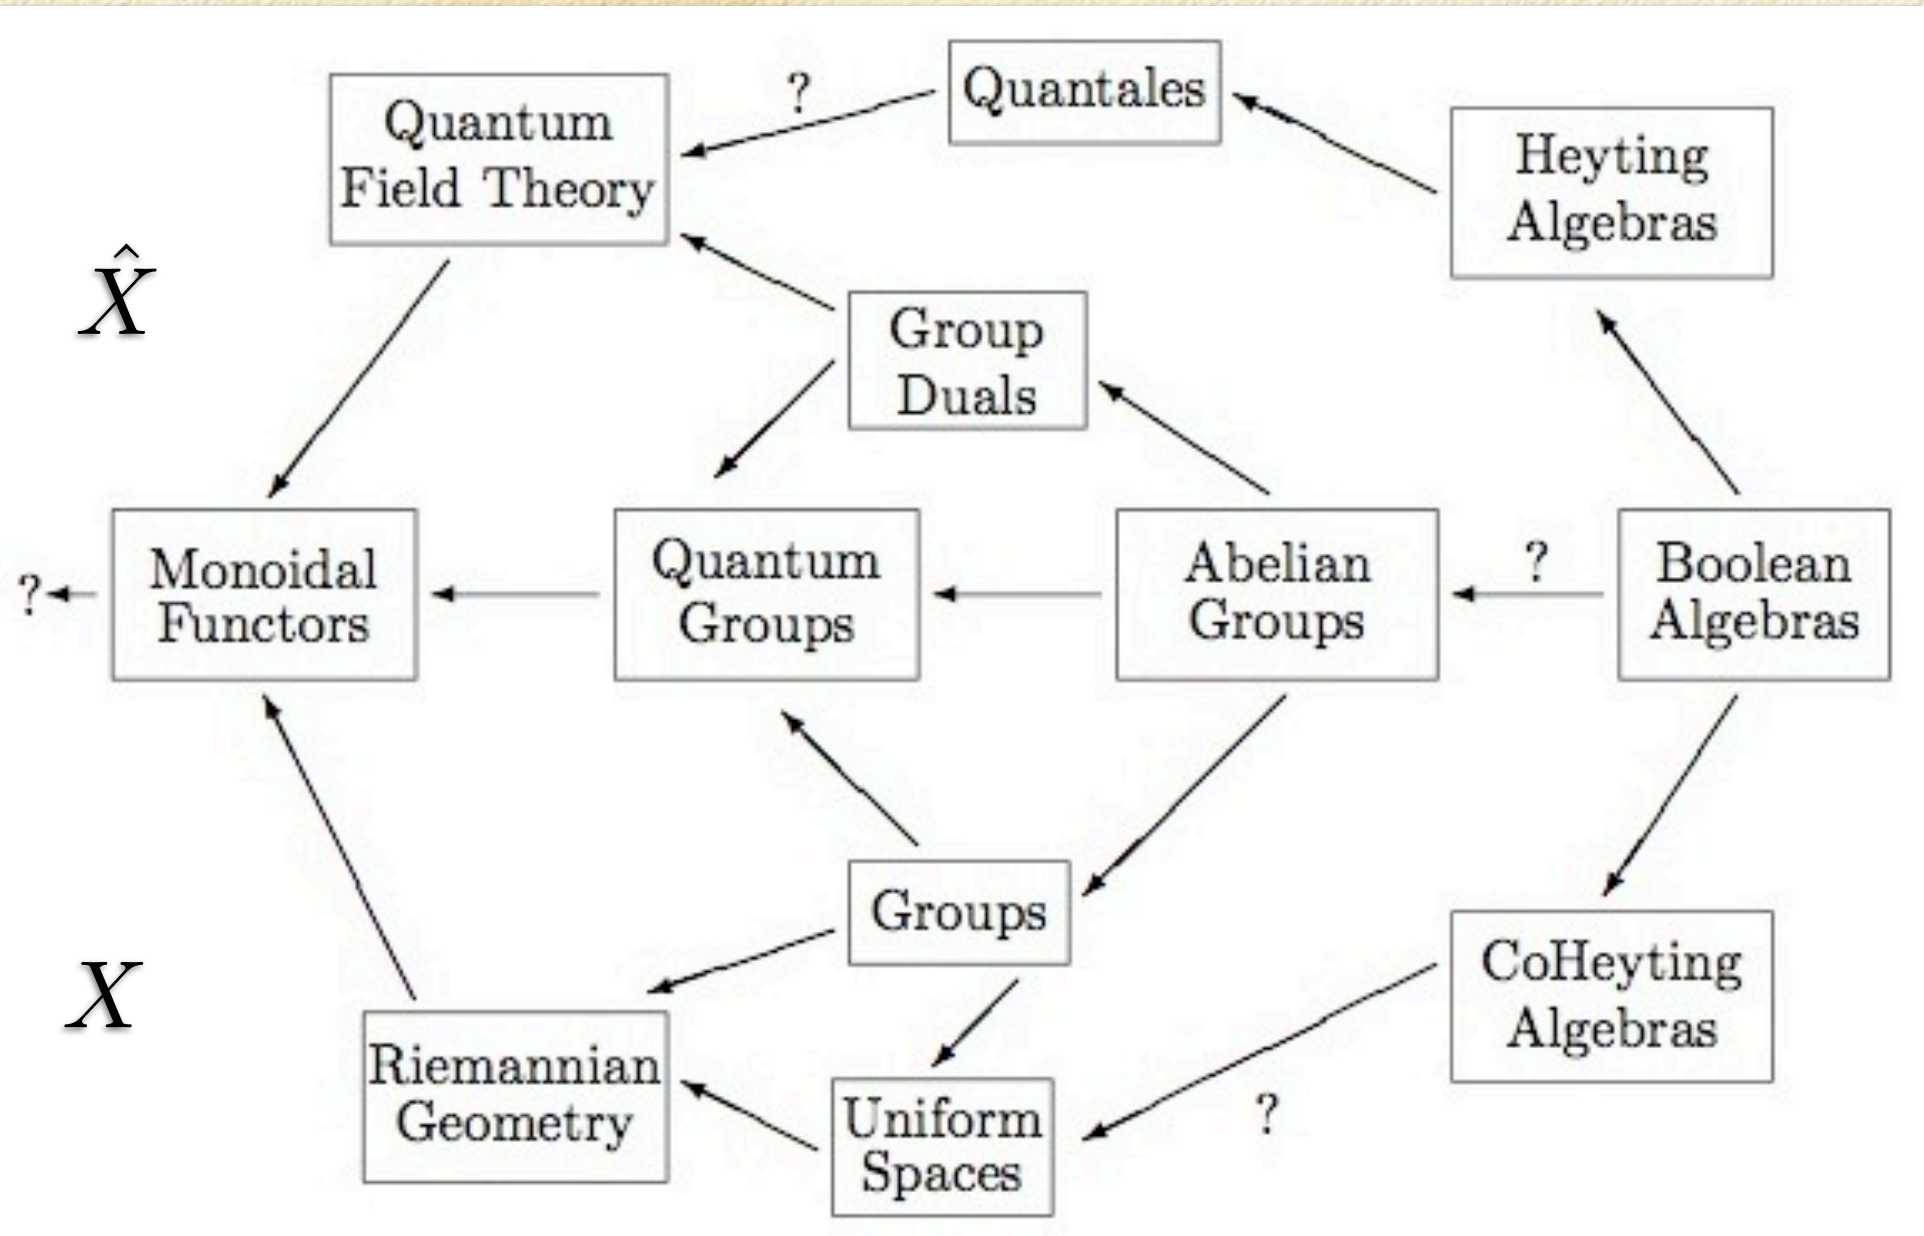 ?
Quantales
Quantum
Field Theory
Heyting
Algebras
X̂
Group
Duals
?
Monoidal
Functors
Quantum
Groups
Abelian
Groups
?
Boolean
Algebras
Groups
X
CoHeyting
Algebras
Riemannian
Geometry
Uniform
Spaces
?